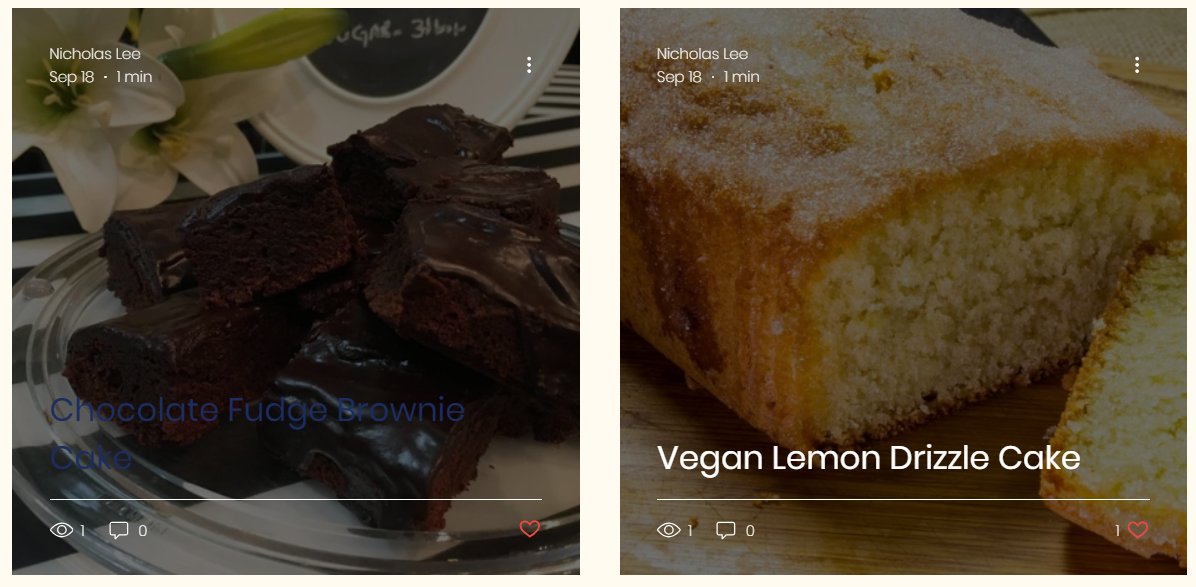 Nicholas Lee
Sep 18 · 1 min
Chocolate Fudge Brownie
Cake
1 0
Nicholas Lee
Sep 18 · 1 min
Vegan Lemon Drizzle Cake
1 0 1